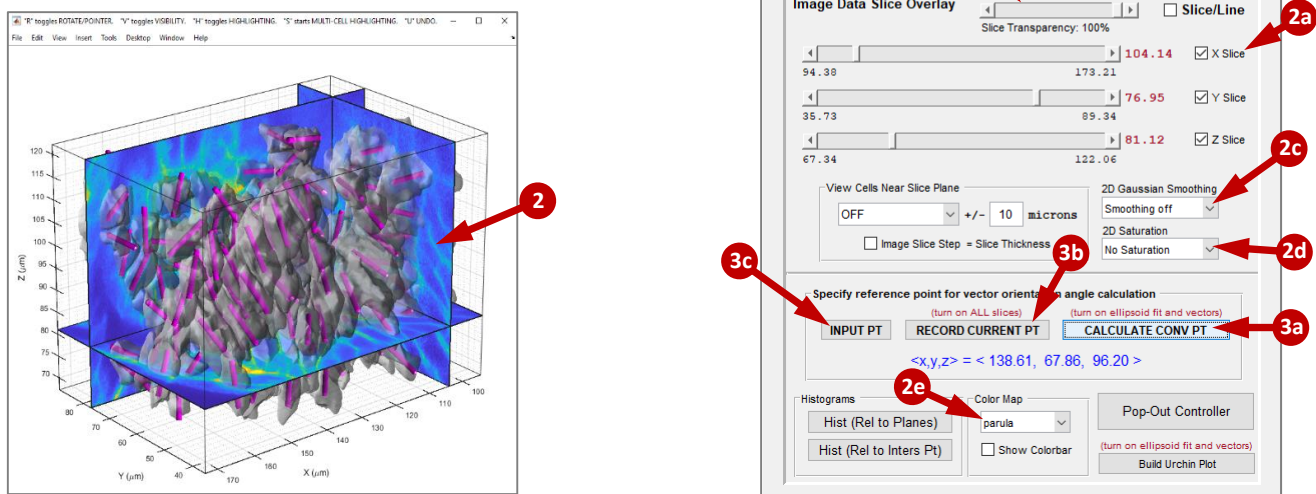 "R" toggles ROTATE/POINTER. "V" toggles VISIBILITY. "H" toggles HIGHLIGHTING. "S" starts MULTI-CELL HIGHLIGHTING. "U" UNDO.
File Edit View Insert Tools Desktop Window Help
120
115
110
105
100
95
90
85
80
75
70
Z (μm)
80
70
60
50
40
Y (μm)
170
160
150
140
130
120
110
100
X (μm)
2
Image Data Slice Overlay
Slice/Line
Slice Transparency: 100%
2a
104.14 X Slice
94.38 173.21
76.95 Y Slice
35.73 89.34
81.12 Z Slice
67.34 122.06
2c
View Cells Near Slice Plane
OFF +/- 10 microns
Image Slice Step = Slice Thickness
2D Gaussian Smoothing
Smoothing off
2D Saturation
No Saturation
2d
3c
3b
Specify reference point for vector orientation angle calculation
(turn on ALL slices) (turn on ellipsoid fit and vectors)
INPUT PT RECORD CURRENT PT CALCULATE CONV PT
3a
<x,y,z> = < 138.61, 67.86, 96.20 >
2e
Histograms
Hist (Rel to Planes)
Hist (Rel to Inters Pt)
Color Map
parula
Show Colorbar
Pop-Out Controller
(turn on ellipsoid fit and vectors)
Build Urchin Plot